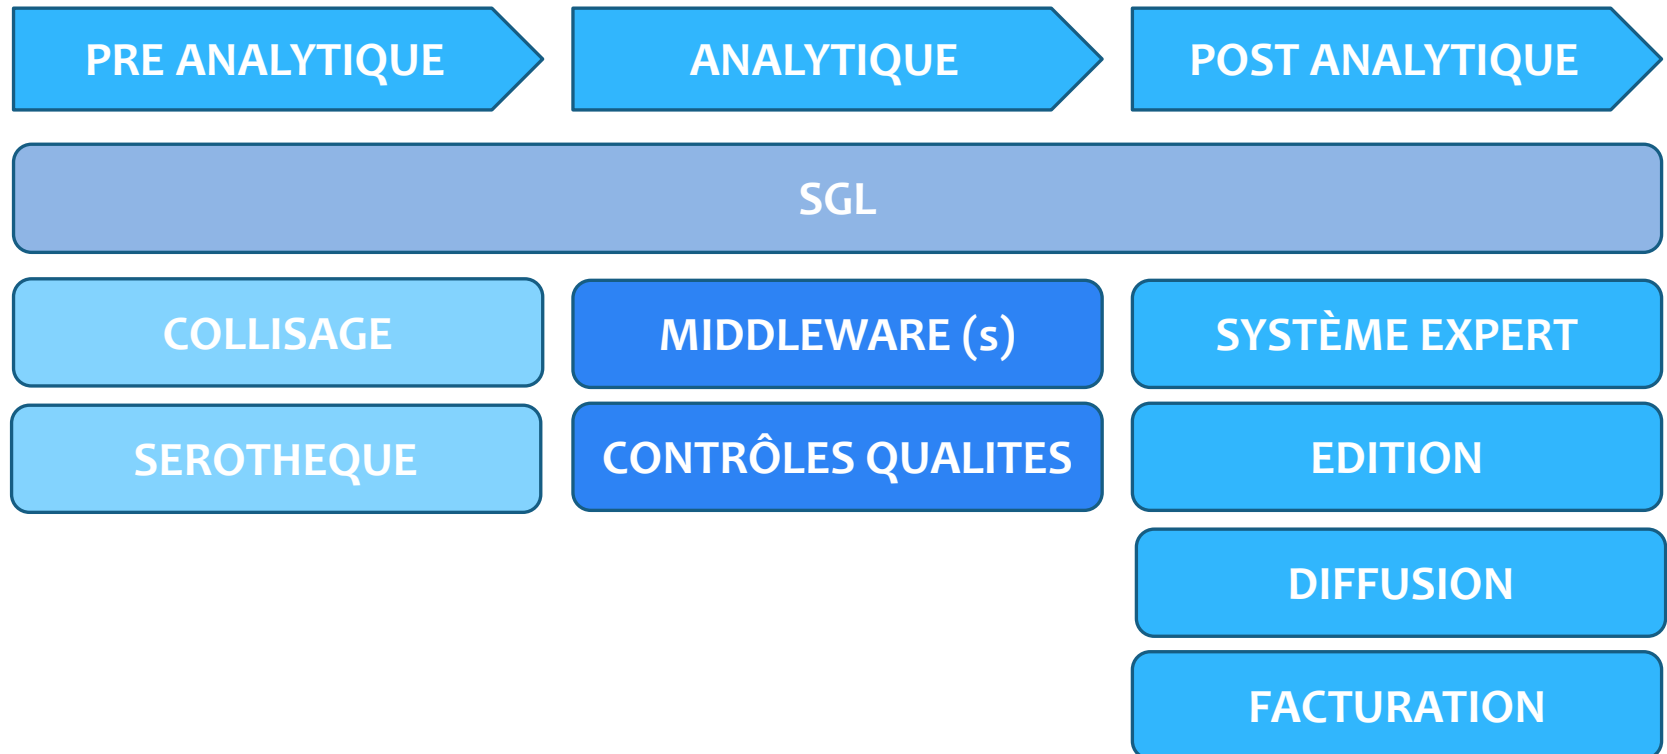 PRE ANALYTIQUE
ANALYTIQUE
POST ANALYTIQUE
SGL
COLLISAGE
MIDDLEWARE (s)
SYSTÈME EXPERT
SEROTHEQUE
CONTRÔLES QUALITES
EDITION
DIFFUSION
FACTURATION